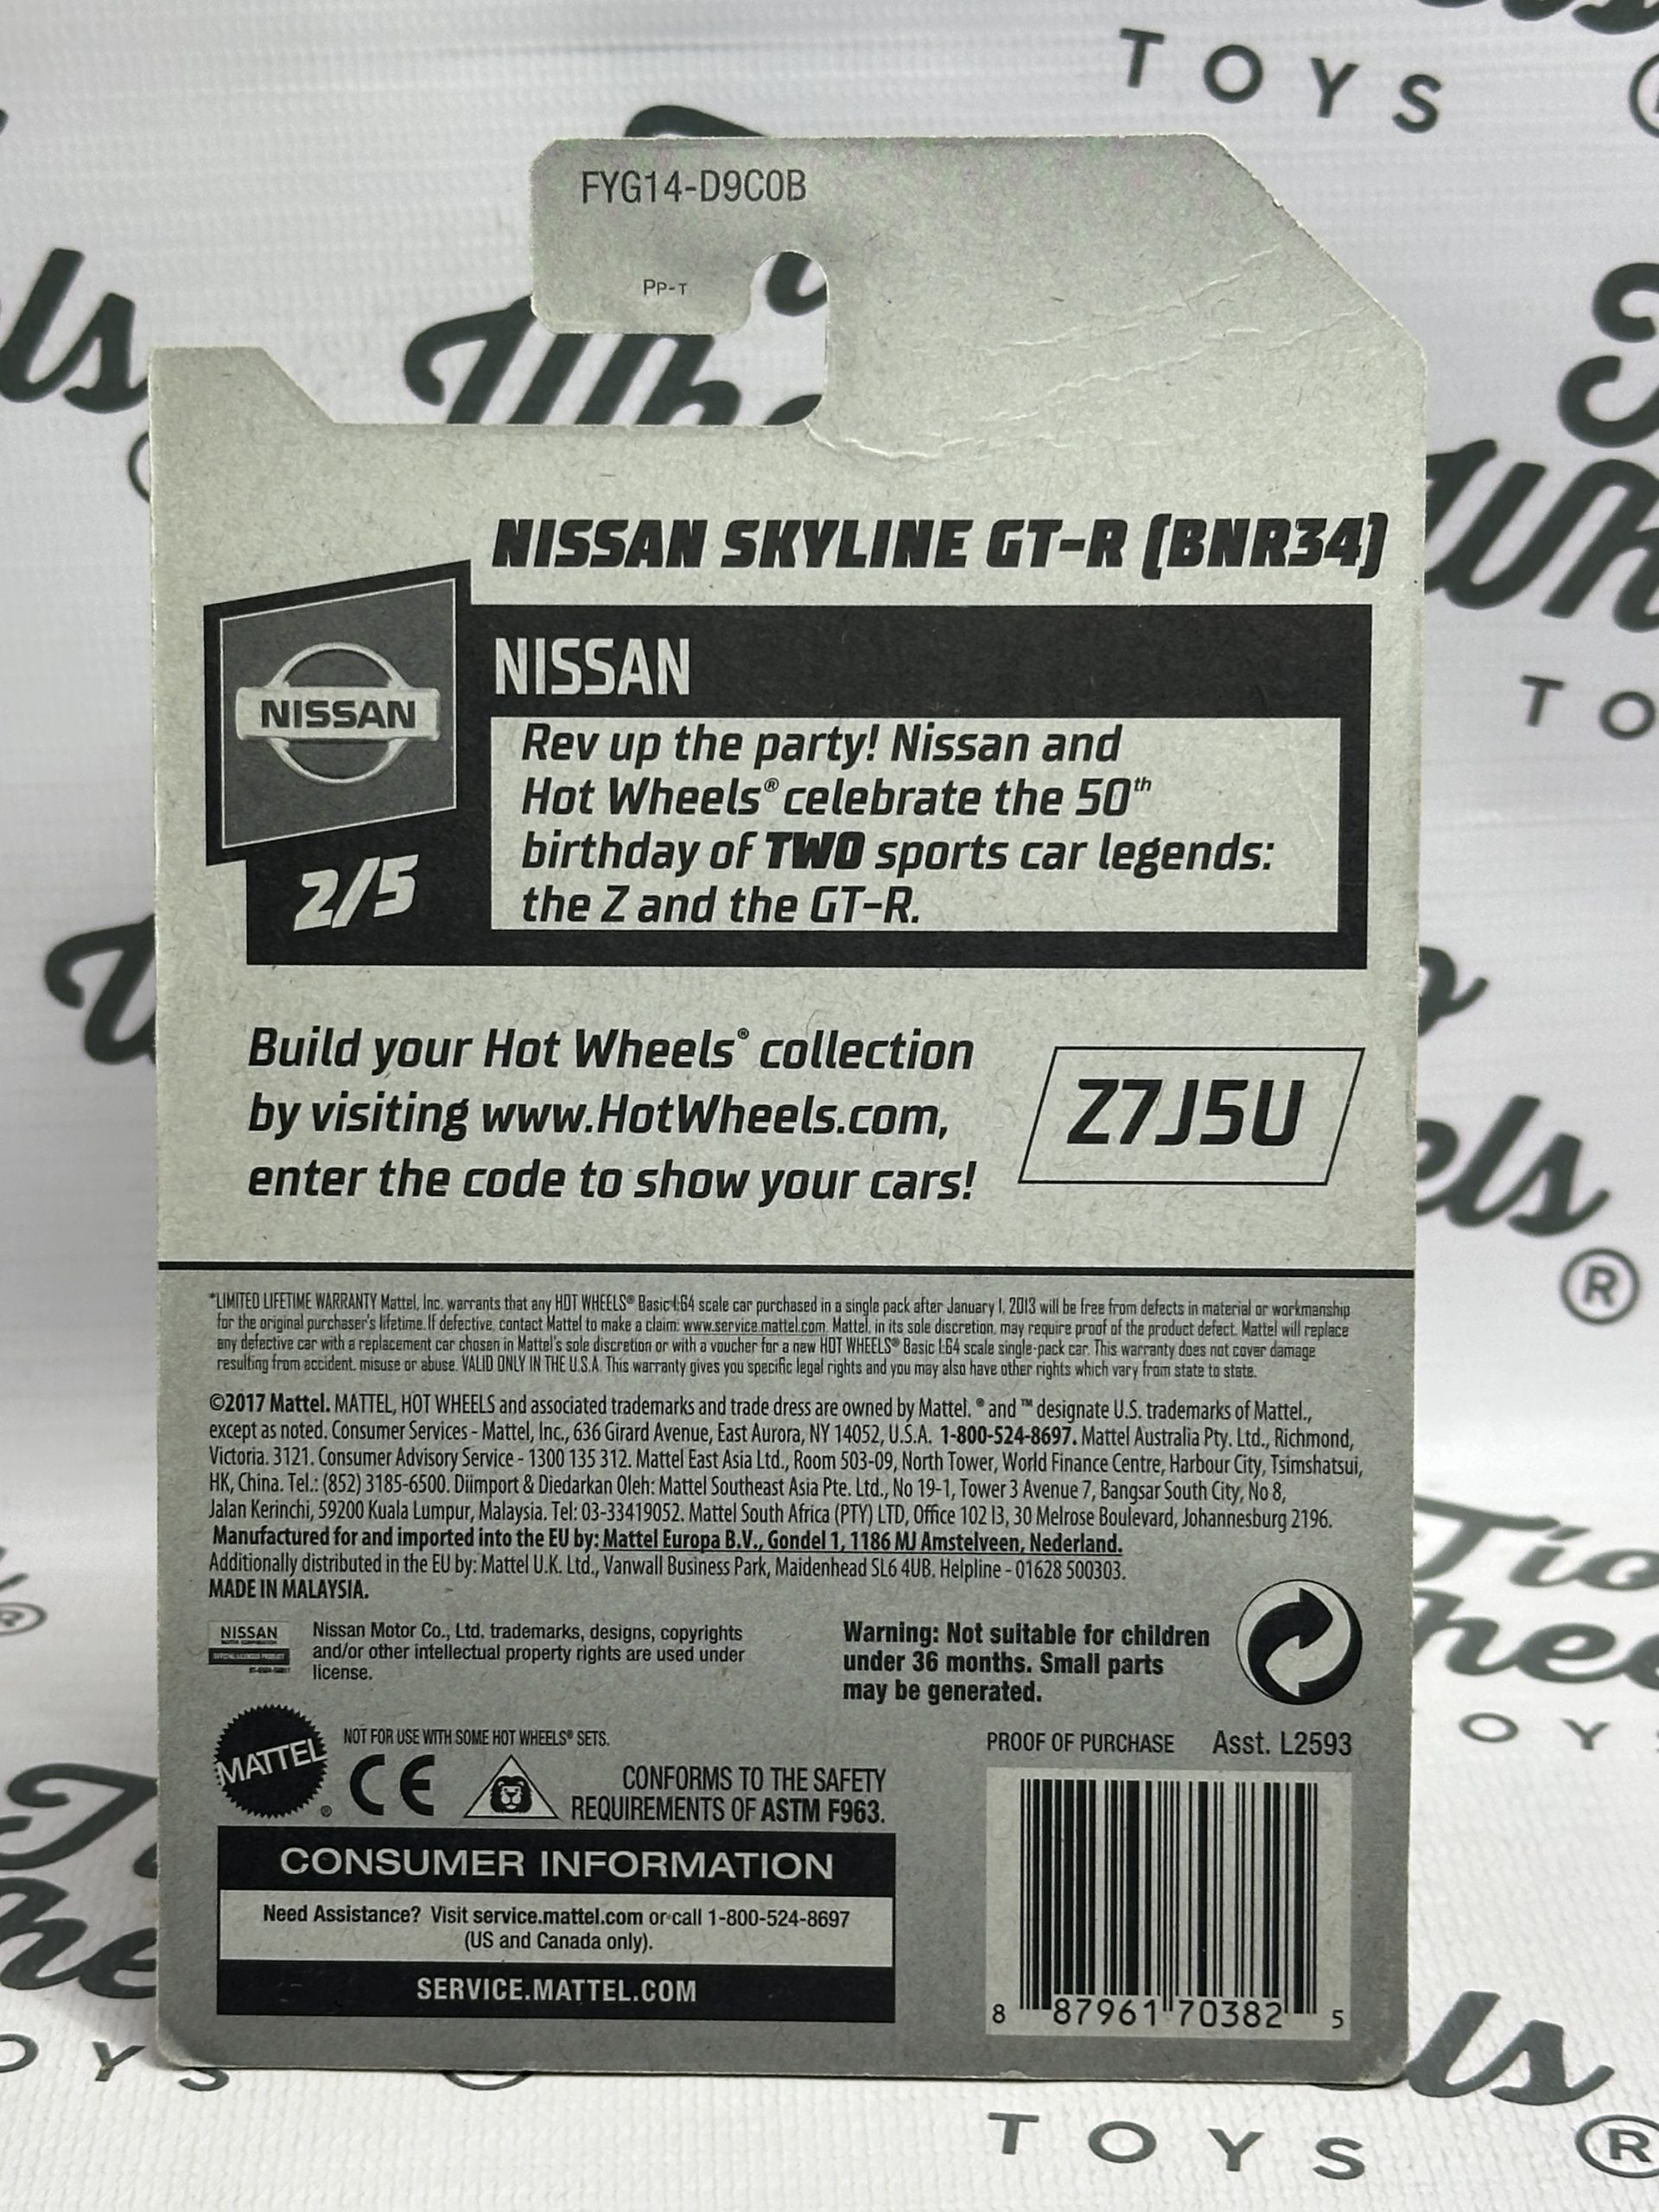 TOYS
FYG14-D9C0B
PP-T
NISSAN SKYLINE GT-R (BNR34)
NISSAN
NISSAN
Rev up the party! Nissan and
Hot Wheels® celebrate the 50th
birthday of TWO sports car legends:
the Z and the GT-R.
2/5
Build your Hot Wheels® collection
by visiting www.HotWheels.com,
enter the code to show your cars!
Z7J5U
*LIMITED LIFETIME WARRANTY Mattel, Inc. warrants that any HOT WHEELS® Basic 1:64 scale car purchased in a single pack after January 1, 2013 will be free from defects in material or workmanship
for the original purchaser's lifetime. If defective, contact Mattel to make a claim: www.service.mattel.com. Mattel, in its sole discretion, may require proof of the product defect. Mattel will replace
any defective car with a replacement car chosen in Mattel's sole discretion or with a voucher for a new HOT WHEELS® Basic 1:64 scale single-pack car. This warranty does not cover damage
resulting from accident, misuse or abuse. VALID ONLY IN THE U.S.A. This warranty gives you specific legal rights and you may also have other rights which vary from state to state.
©2017 Mattel. MATTEL, HOT WHEELS and associated trademarks and trade dress are owned by Mattel. ® and ™ designate U.S. trademarks of Mattel.,
except as noted. Consumer Services - Mattel, Inc., 636 Girard Avenue, East Aurora, NY 14052, U.S.A. 1-800-524-8697. Mattel Australia Pty. Ltd., Richmond,
Victoria. 3121. Consumer Advisory Service - 1300 135 312. Mattel East Asia Ltd., Room 503-09, North Tower, World Finance Centre, Harbour City, Tsimshatsui,
HK, China. Tel.: (852) 3185-6500. Diimport & Diedarkan Oleh: Mattel Southeast Asia Pte. Ltd., No 19-1, Tower 3 Avenue 7, Bangsar South City, No 8,
Jalan Kerinchi, 59200 Kuala Lumpur, Malaysia. Tel: 03-33419052. Mattel South Africa (PTY) LTD, Office 102 I3, 30 Melrose Boulevard, Johannesburg 2196.
Manufactured for and imported into the EU by: Mattel Europa B.V., Gondel 1, 1186 MJ Amstelveen, Nederland.
Additionally distributed in the EU by: Mattel U.K. Ltd., Vanwall Business Park, Maidenhead SL6 4UB. Helpline - 01628 500303.
MADE IN MALAYSIA.
NISSAN
Nissan Motor Co., Ltd. trademarks, designs, copyrights
and/or other intellectual property rights are used under
license.
Warning: Not suitable for children
under 36 months. Small parts
may be generated.
MATTEL®
NOT FOR USE WITH SOME HOT WHEELS® SETS.
CE
CONFORMS TO THE SAFETY
REQUIREMENTS OF ASTM F963.
PROOF OF PURCHASE Asst. L2593
CONSUMER INFORMATION
Need Assistance? Visit service.mattel.com or call 1-800-524-8697
(US and Canada only).
SERVICE.MATTEL.COM
8 87961 70382 5
TOYS ®